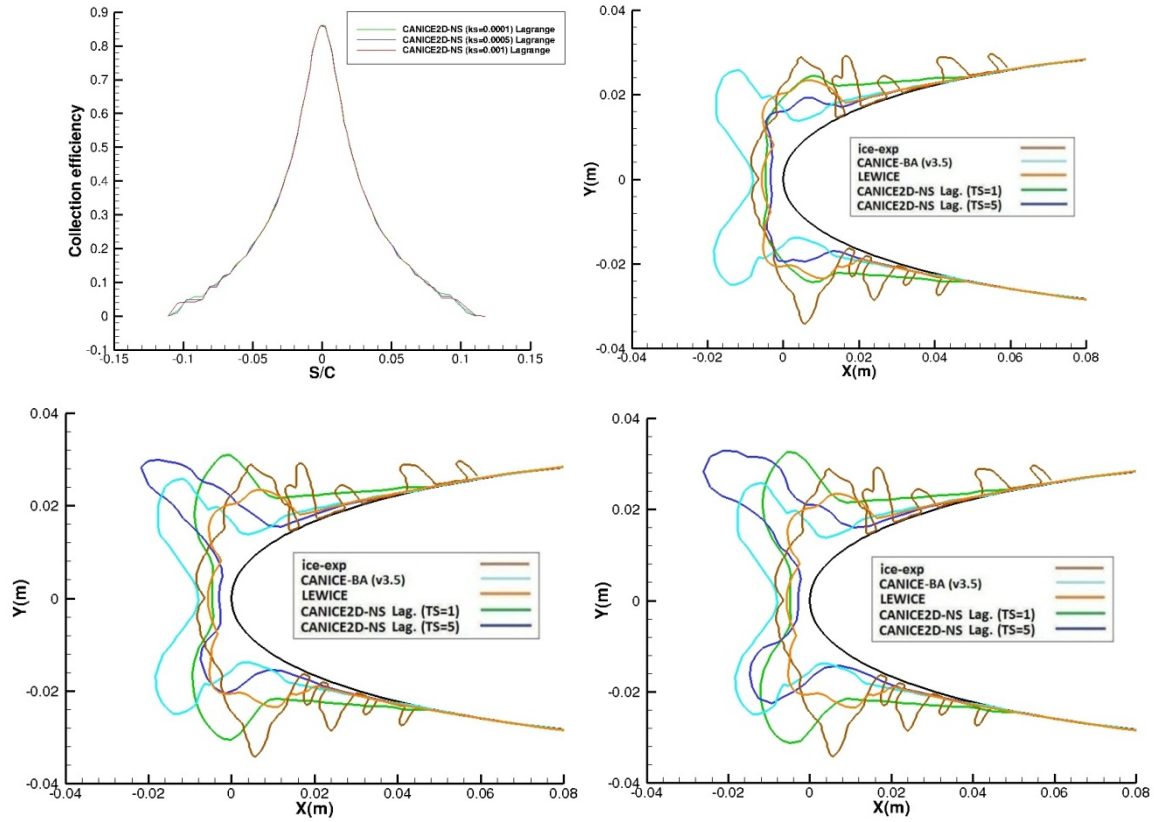 0.9
0.8
0.7
0.6
0.5
0.4
0.3
0.2
0.1
0
-0.1
Collection efficiency
CANICE2D-NS (ks=0.0001) Lagrange
CANICE2D-NS (ks=0.0005) Lagrange
CANICE2D-NS (ks=0.001) Lagrange
-0.15 -0.1 -0.05 0 0.05 0.1 0.15
S/C
0.04
0.02
0
-0.02
-0.04
Y(m)
ice-exp
CANICE-BA (v3.5)
LEWICE
CANICE2D-NS Lag. (TS=1)
CANICE2D-NS Lag. (TS=5)
-0.04 -0.02 0 0.02 0.04 0.06 0.08
X(m)
0.04
0.02
0
-0.02
-0.04
Y(m)
ice-exp
CANICE-BA (v3.5)
LEWICE
CANICE2D-NS Lag. (TS=1)
CANICE2D-NS Lag. (TS=5)
-0.04 -0.02 0 0.02 0.04 0.06 0.08
X(m)
0.04
0.02
0
-0.02
-0.04
Y(m)
ice-exp
CANICE-BA (v3.5)
LEWICE
CANICE2D-NS Lag. (TS=1)
CANICE2D-NS Lag. (TS=5)
-0.04 -0.02 0 0.02 0.04 0.06 0.08
X(m)